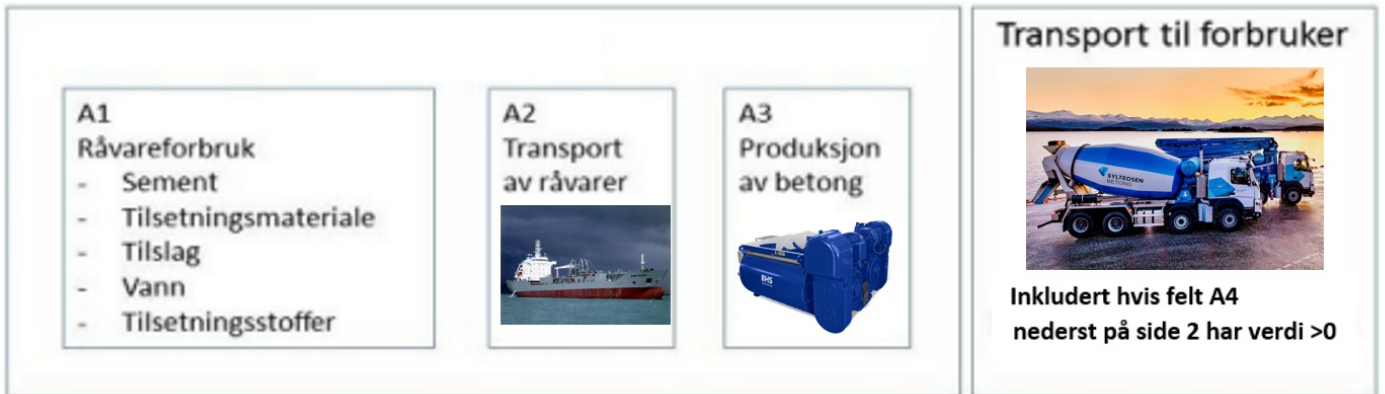 A1
Råvareforbruk
- Sement
- Tilsetningsmateriale
- Tilslag
- Vann
- Tilsetningsstoffer
A2
Transport
av råvarer
A3
Produksjon
av betong
BHS
Transport til forbruker
SYLTEOSEN
BETONG
Inkludert hvis felt A4
nederst på side 2 har verdi >0